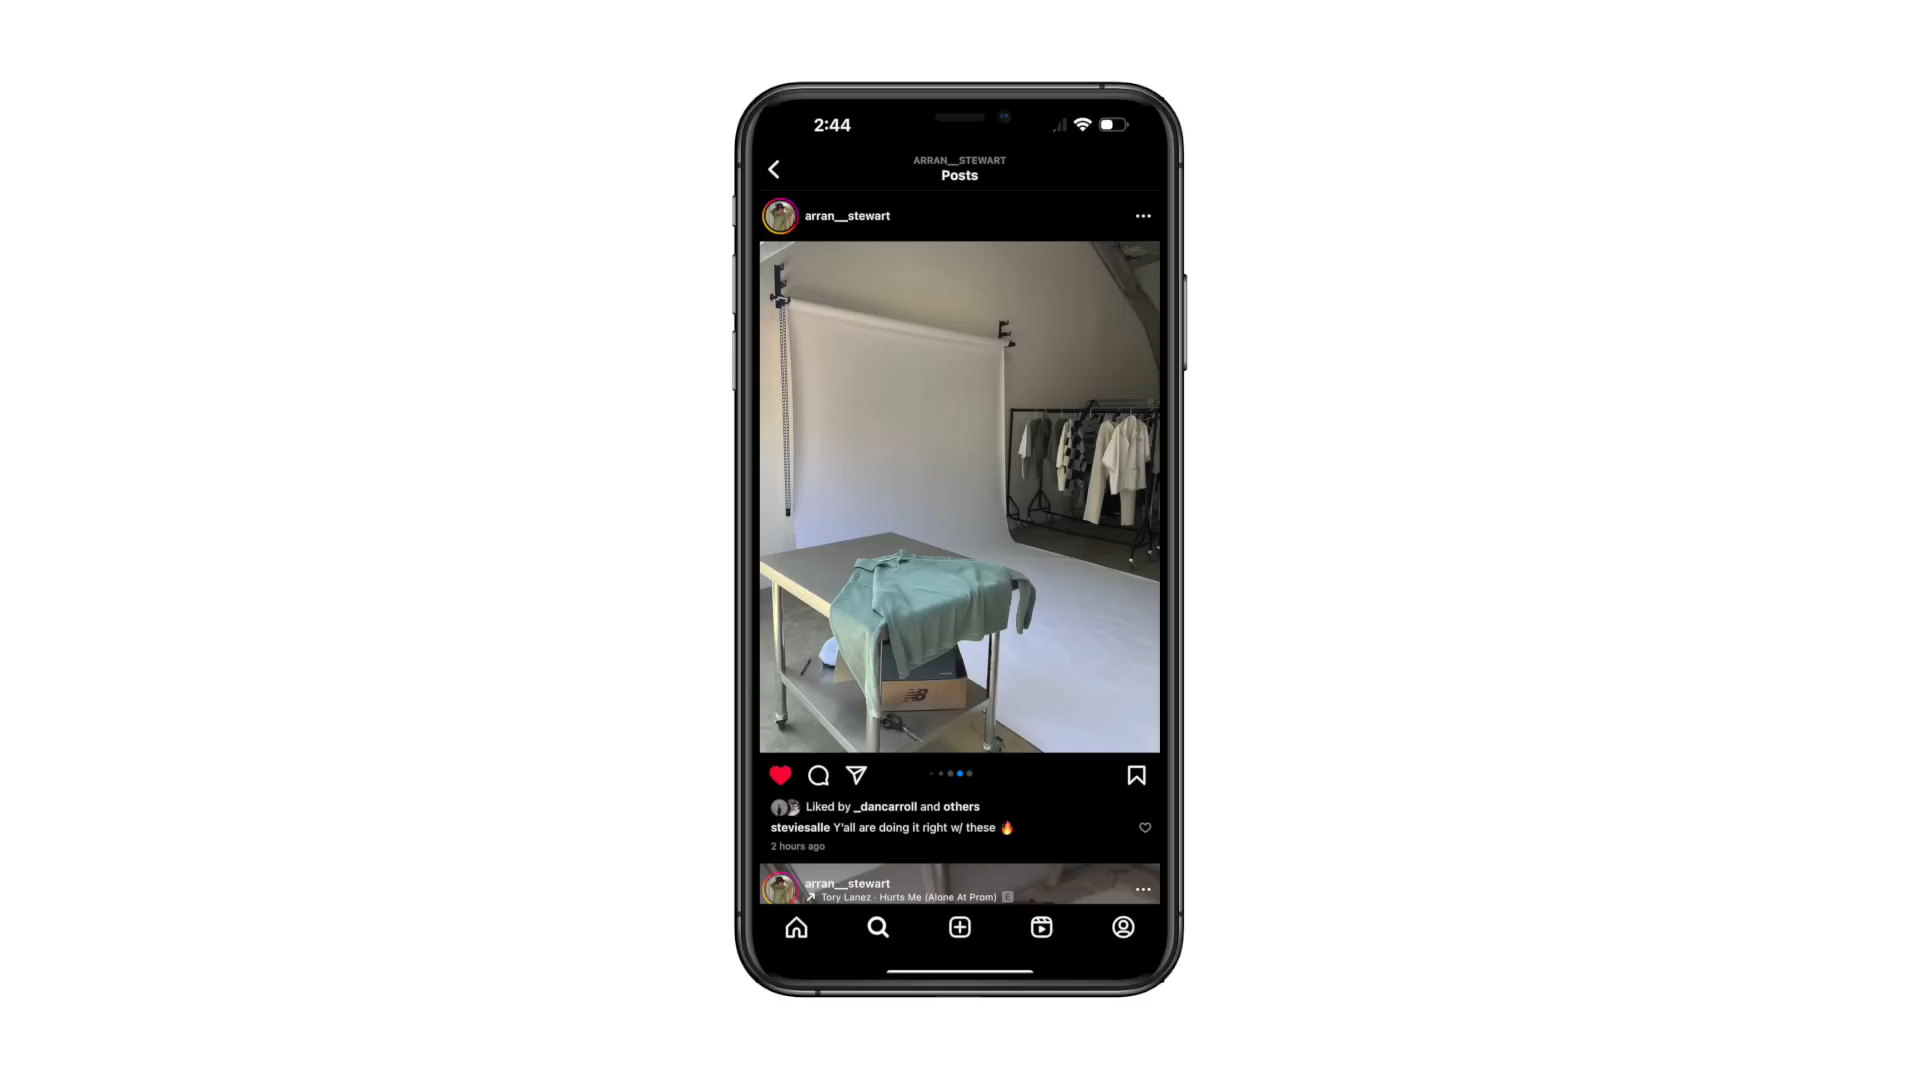 2:44
ARRAN__STEWART
Posts
arran__stewart
NB
Liked by _dancarroll and others
steviesalle Y'all are doing it right w/ these 🔥
2 hours ago
arran__stewart
Tory Lanez · Hurts Me (Alone At Prom) E